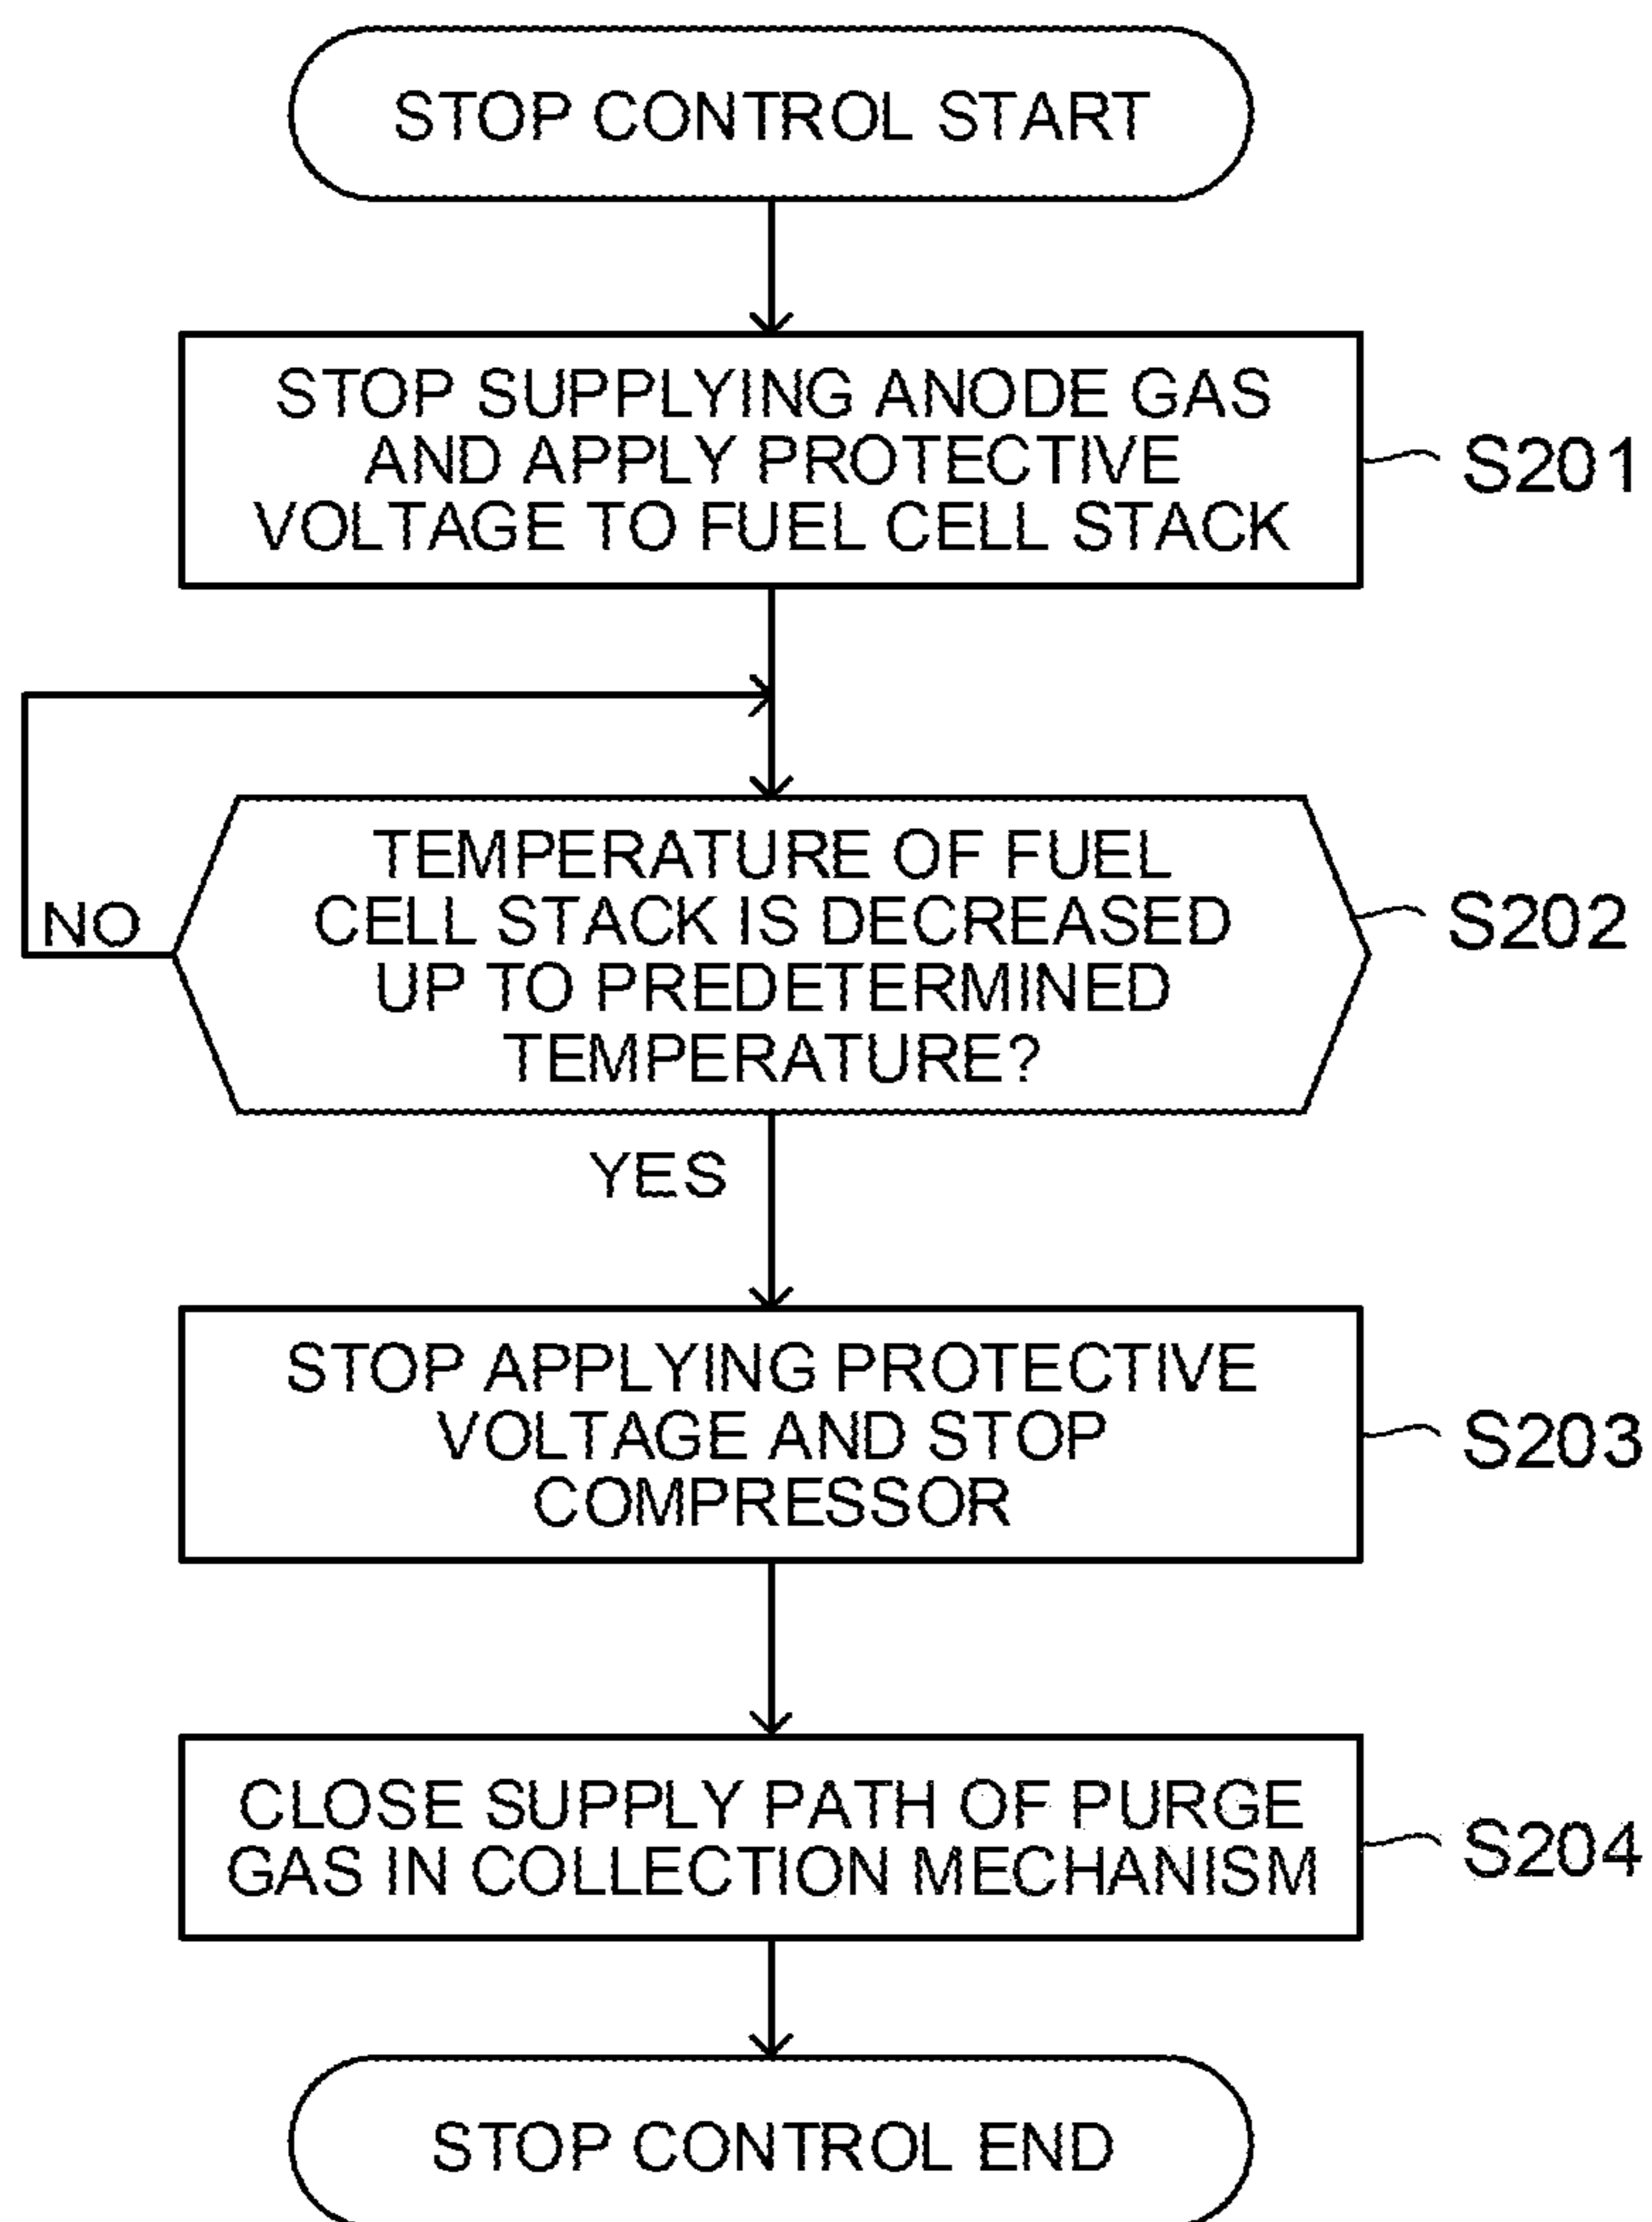 STOP CONTROL START
STOP SUPPLYING ANODE GAS
AND APPLY PROTECTIVE
VOLTAGE TO FUEL CELL STACK
S201
TEMPERATURE OF FUEL
CELL STACK IS DECREASED
UP TO PREDETERMINED
TEMPERATURE?
S202
NO
YES
STOP APPLYING PROTECTIVE
VOLTAGE AND STOP
COMPRESSOR
S203
CLOSE SUPPLY PATH OF PURGE
GAS IN COLLECTION MECHANISM
S204
STOP CONTROL END